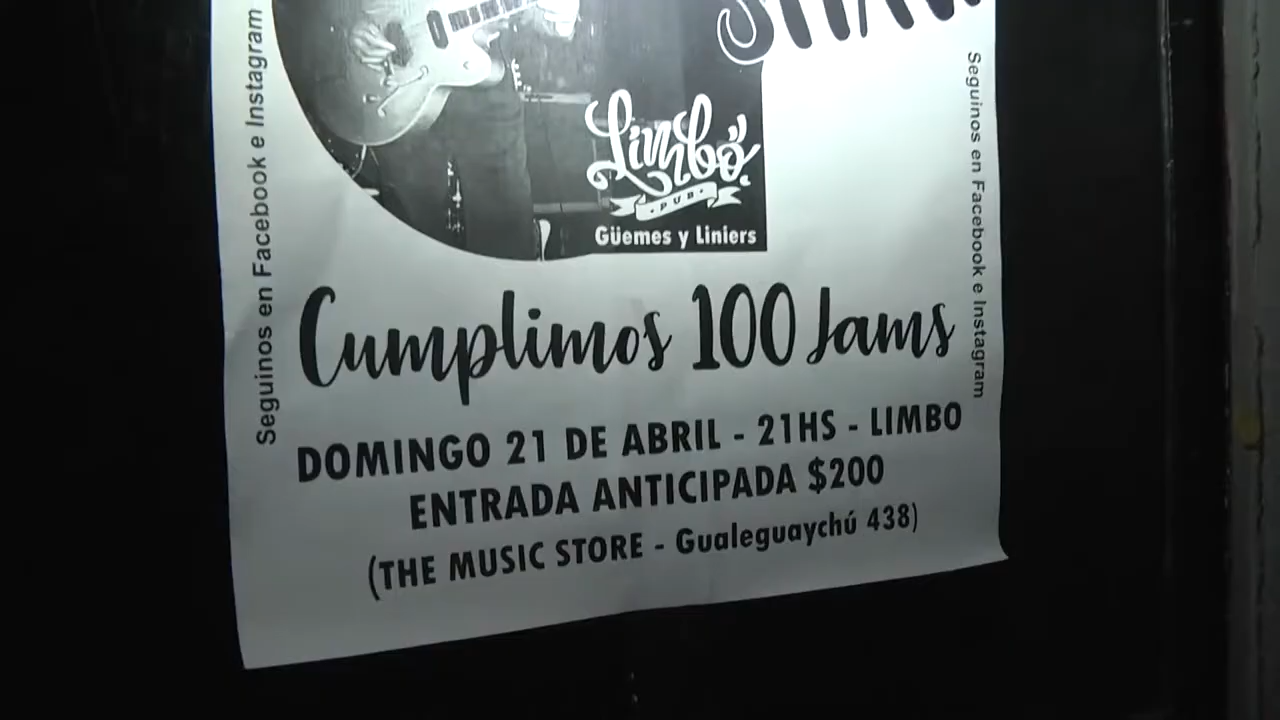 Seguinos en Facebook e Instagram
Limbo
PUB
Güemes y Liniers
Seguinos en Facebook e Instagram
Cumplimos 100 Jams
DOMINGO 21 DE ABRIL - 21HS - LIMBO
ENTRADA ANTICIPADA $200
(THE MUSIC STORE - Gualeguaychú 438)